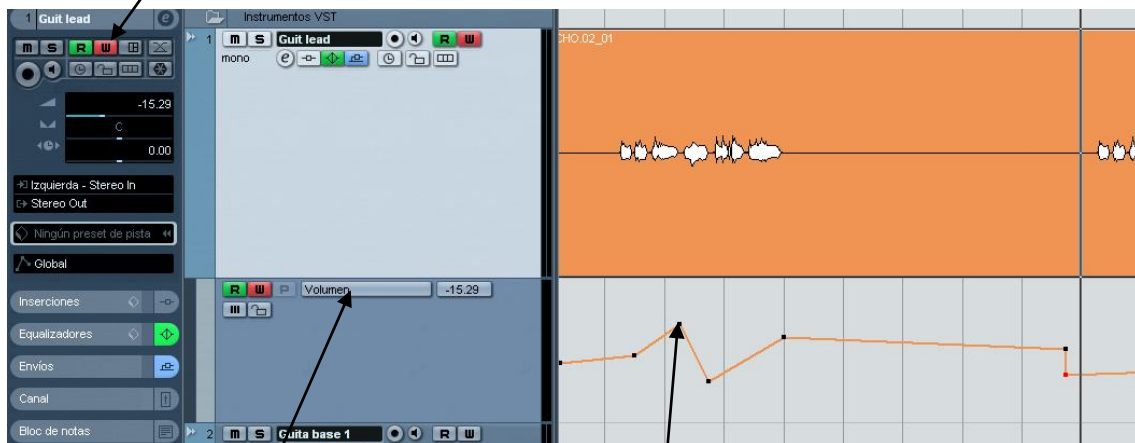 1 Guit lead e
m S R W
-15.29
C
0.00
Izquierda - Stereo In
Stereo Out
Ningún preset de pista
Global
Inserciones
Equalizadores
Envíos
Canal
Bloc de notas
Instrumentos VST
1 m S Guit lead R W
mono e
R W P Volumen -15.29
2 m S Guita base 1 R W
CHO.02_01